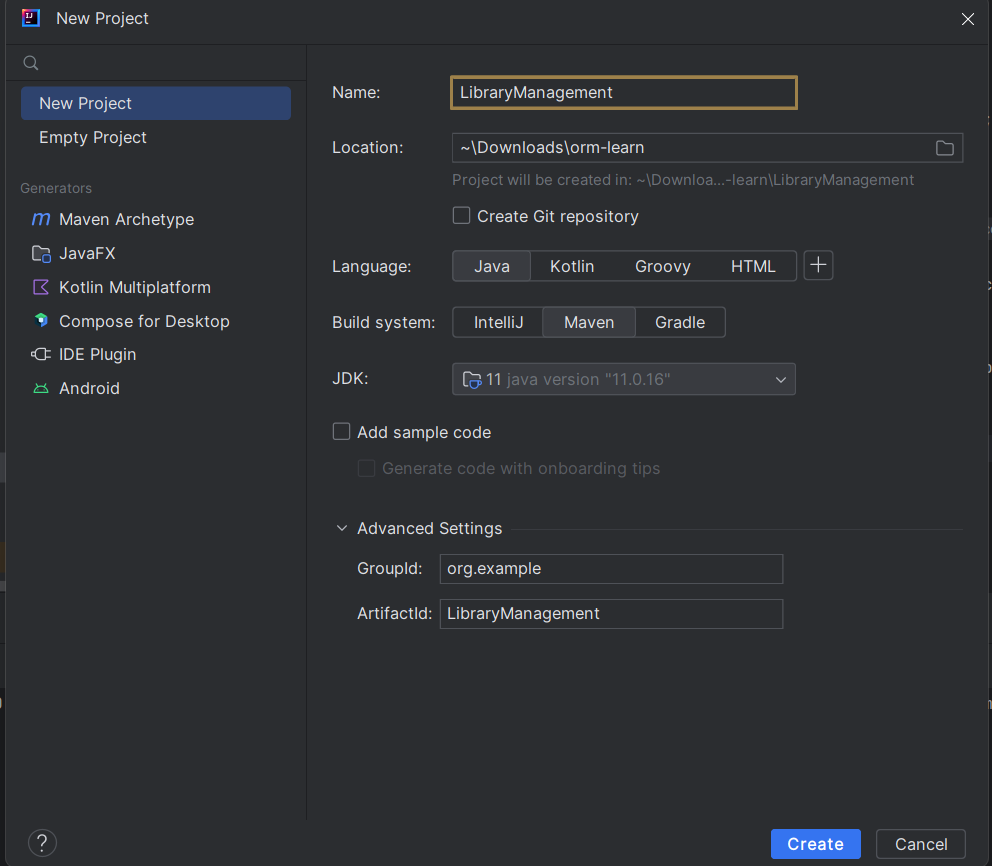 New Project
New Project
Empty Project
Generators
Maven Archetype
JavaFX
Kotlin Multiplatform
Compose for Desktop
IDE Plugin
Android
Name: LibraryManagement
Location: ~\Downloads\orm-learn
Project will be created in: ~\Downloa...-learn\LibraryManagement
Create Git repository
Language: Java Kotlin Groovy HTML
Build system: IntelliJ Maven Gradle
JDK: 11 java version "11.0.16"
Add sample code
Generate code with onboarding tips
Advanced Settings
GroupId: org.example
ArtifactId: LibraryManagement
? Create Cancel